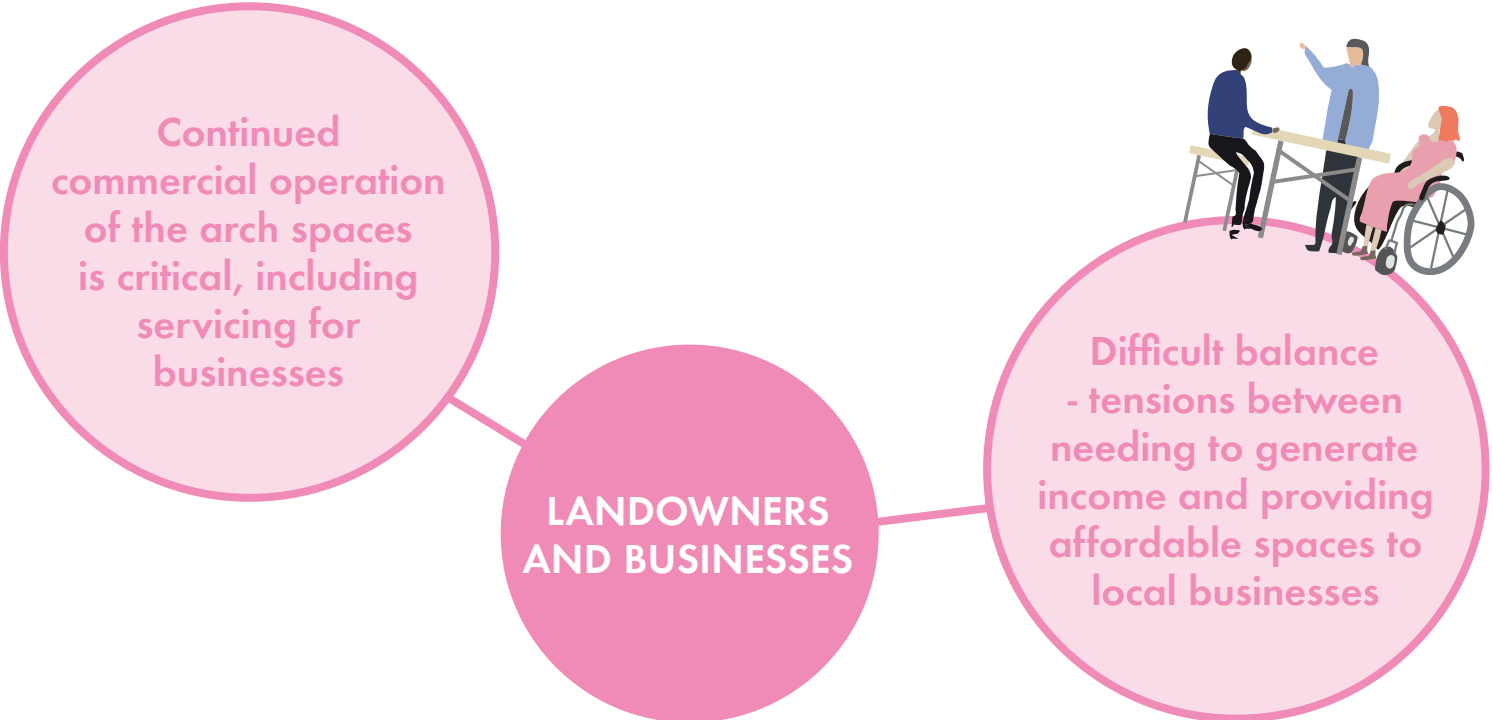 Continued
commercial operation
of the arch spaces
is critical, including
servicing for
businesses
LANDOWNERS
AND BUSINESSES
Difficult balance
- tensions between
needing to generate
income and providing
affordable spaces to
local businesses